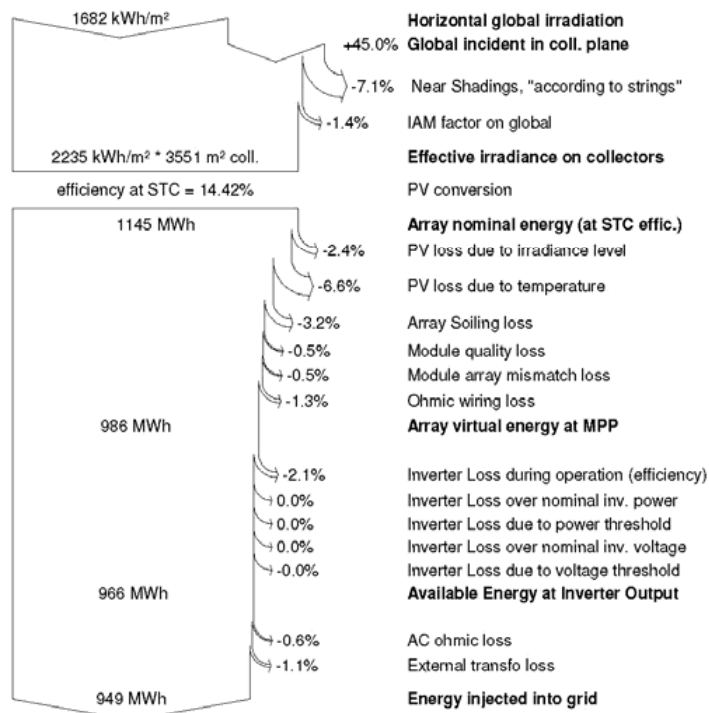 1682 kWh/m² Horizontal global irradiation
+45.0% Global incident in coll. plane
-7.1% Near Shadings, "according to strings"
-1.4% IAM factor on global
2235 kWh/m² * 3551 m² coll. Effective irradiance on collectors
efficiency at STC = 14.42% PV conversion
1145 MWh Array nominal energy (at STC effic.)
-2.4% PV loss due to irradiance level
-6.6% PV loss due to temperature
-3.2% Array Soiling loss
-0.5% Module quality loss
-0.5% Module array mismatch loss
-1.3% Ohmic wiring loss
986 MWh Array virtual energy at MPP
-2.1% Inverter Loss during operation (efficiency)
0.0% Inverter Loss over nominal inv. power
0.0% Inverter Loss due to power threshold
0.0% Inverter Loss over nominal inv. voltage
-0.0% Inverter Loss due to voltage threshold
966 MWh Available Energy at Inverter Output
-0.6% AC ohmic loss
-1.1% External transfo loss
949 MWh Energy injected into grid